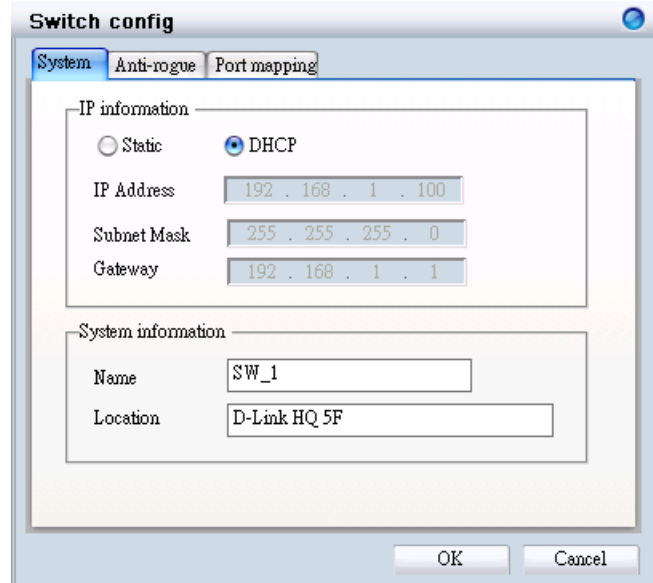 Switch config
System Anti-rogue Port mapping
IP information
Static DHCP
IP Address 192 . 168 . 1 . 100
Subnet Mask 255 . 255 . 255 . 0
Gateway 192 . 168 . 1 . 1
System information
Name SW_1
Location D-Link HQ 5F
OK Cancel